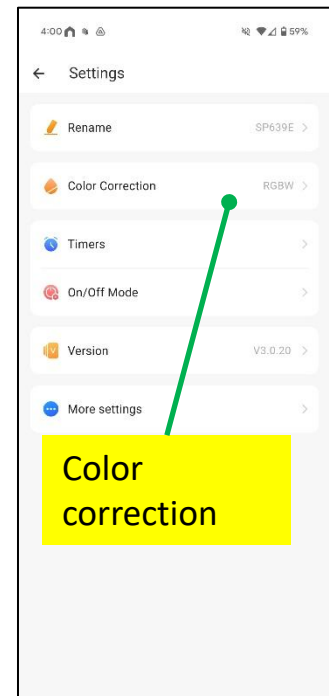 4:00 59%
← Settings
Rename SP639E >
Color Correction RGBW >
Timers >
On/Off Mode >
Version V3.0.20 >
More settings >
Color
correction